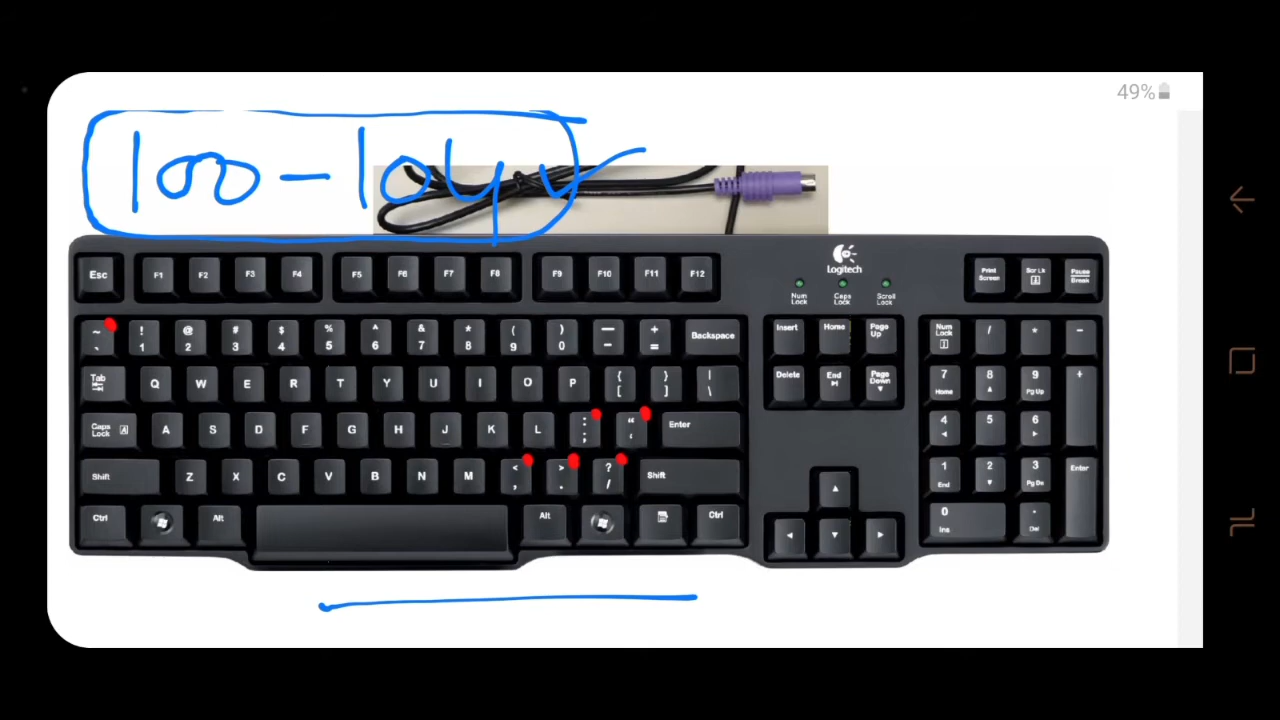 49%
100-104
Logitech
Esc F1 F2 F3 F4 F5 F6 F7 F8 F9 F10 F11 F12
Num Lock Caps Lock Scroll Lock
Print Screen Scr Lk Pause Break
~ ` ! 1 @ 2 # 3 $ 4 % 5 ^ 6 & 7 * 8 ( 9 ) 0 — - + = Backspace
Insert Home Page Up
Num Lock / * -
Tab Q W E R T Y U I O P { [ } ] | \
Delete End Page Down
7 Home 8 9 Pg Up +
Caps Lock A A S D F G H J K L : ; “ ‘ Enter
4 5 6
Shift Z X C V B N M < , > . ? / Shift
1 End 2 3 Pg Dn Enter
Ctrl Alt Alt Ctrl
0 Ins . Del